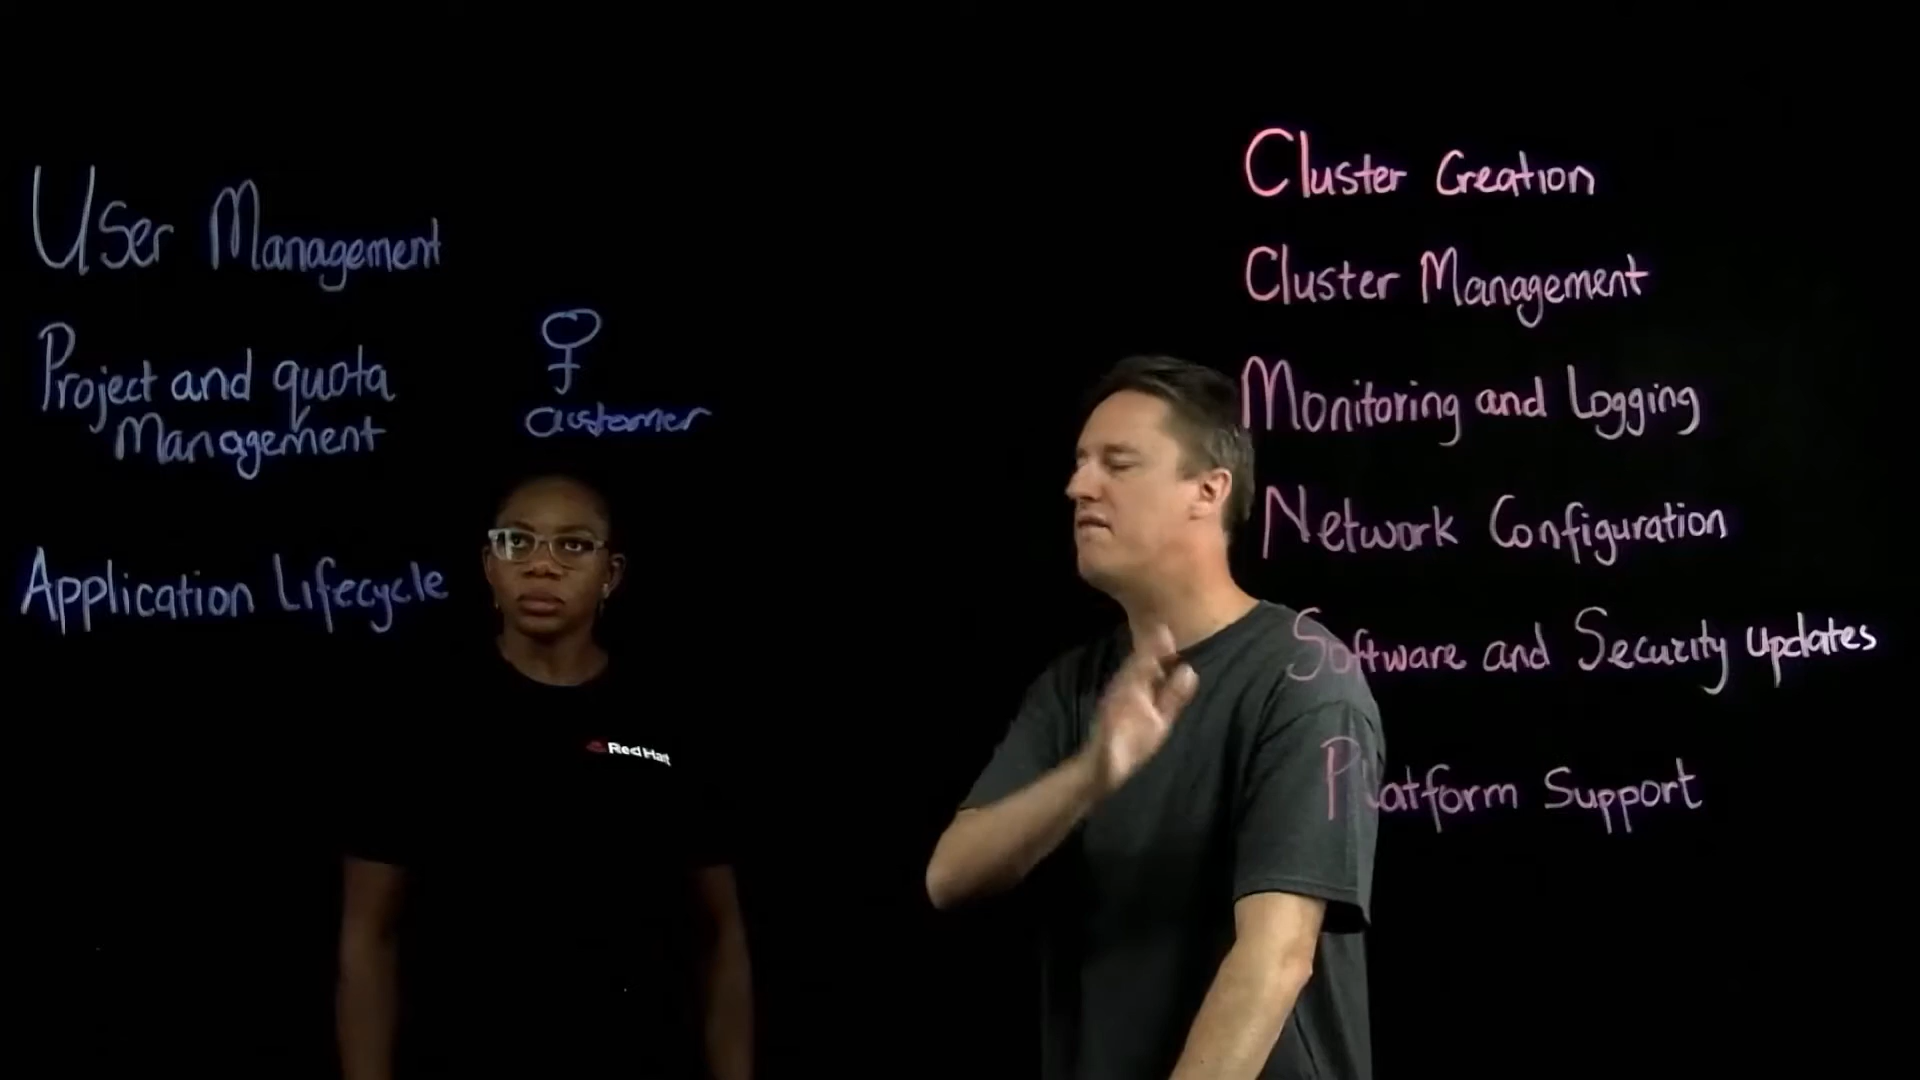 User Management
Project and quota
Management
Application Lifecycle
customer
Red Hat
Cluster Creation
Cluster Management
Monitoring and Logging
Network Configuration
Software and Security updates
Platform Support